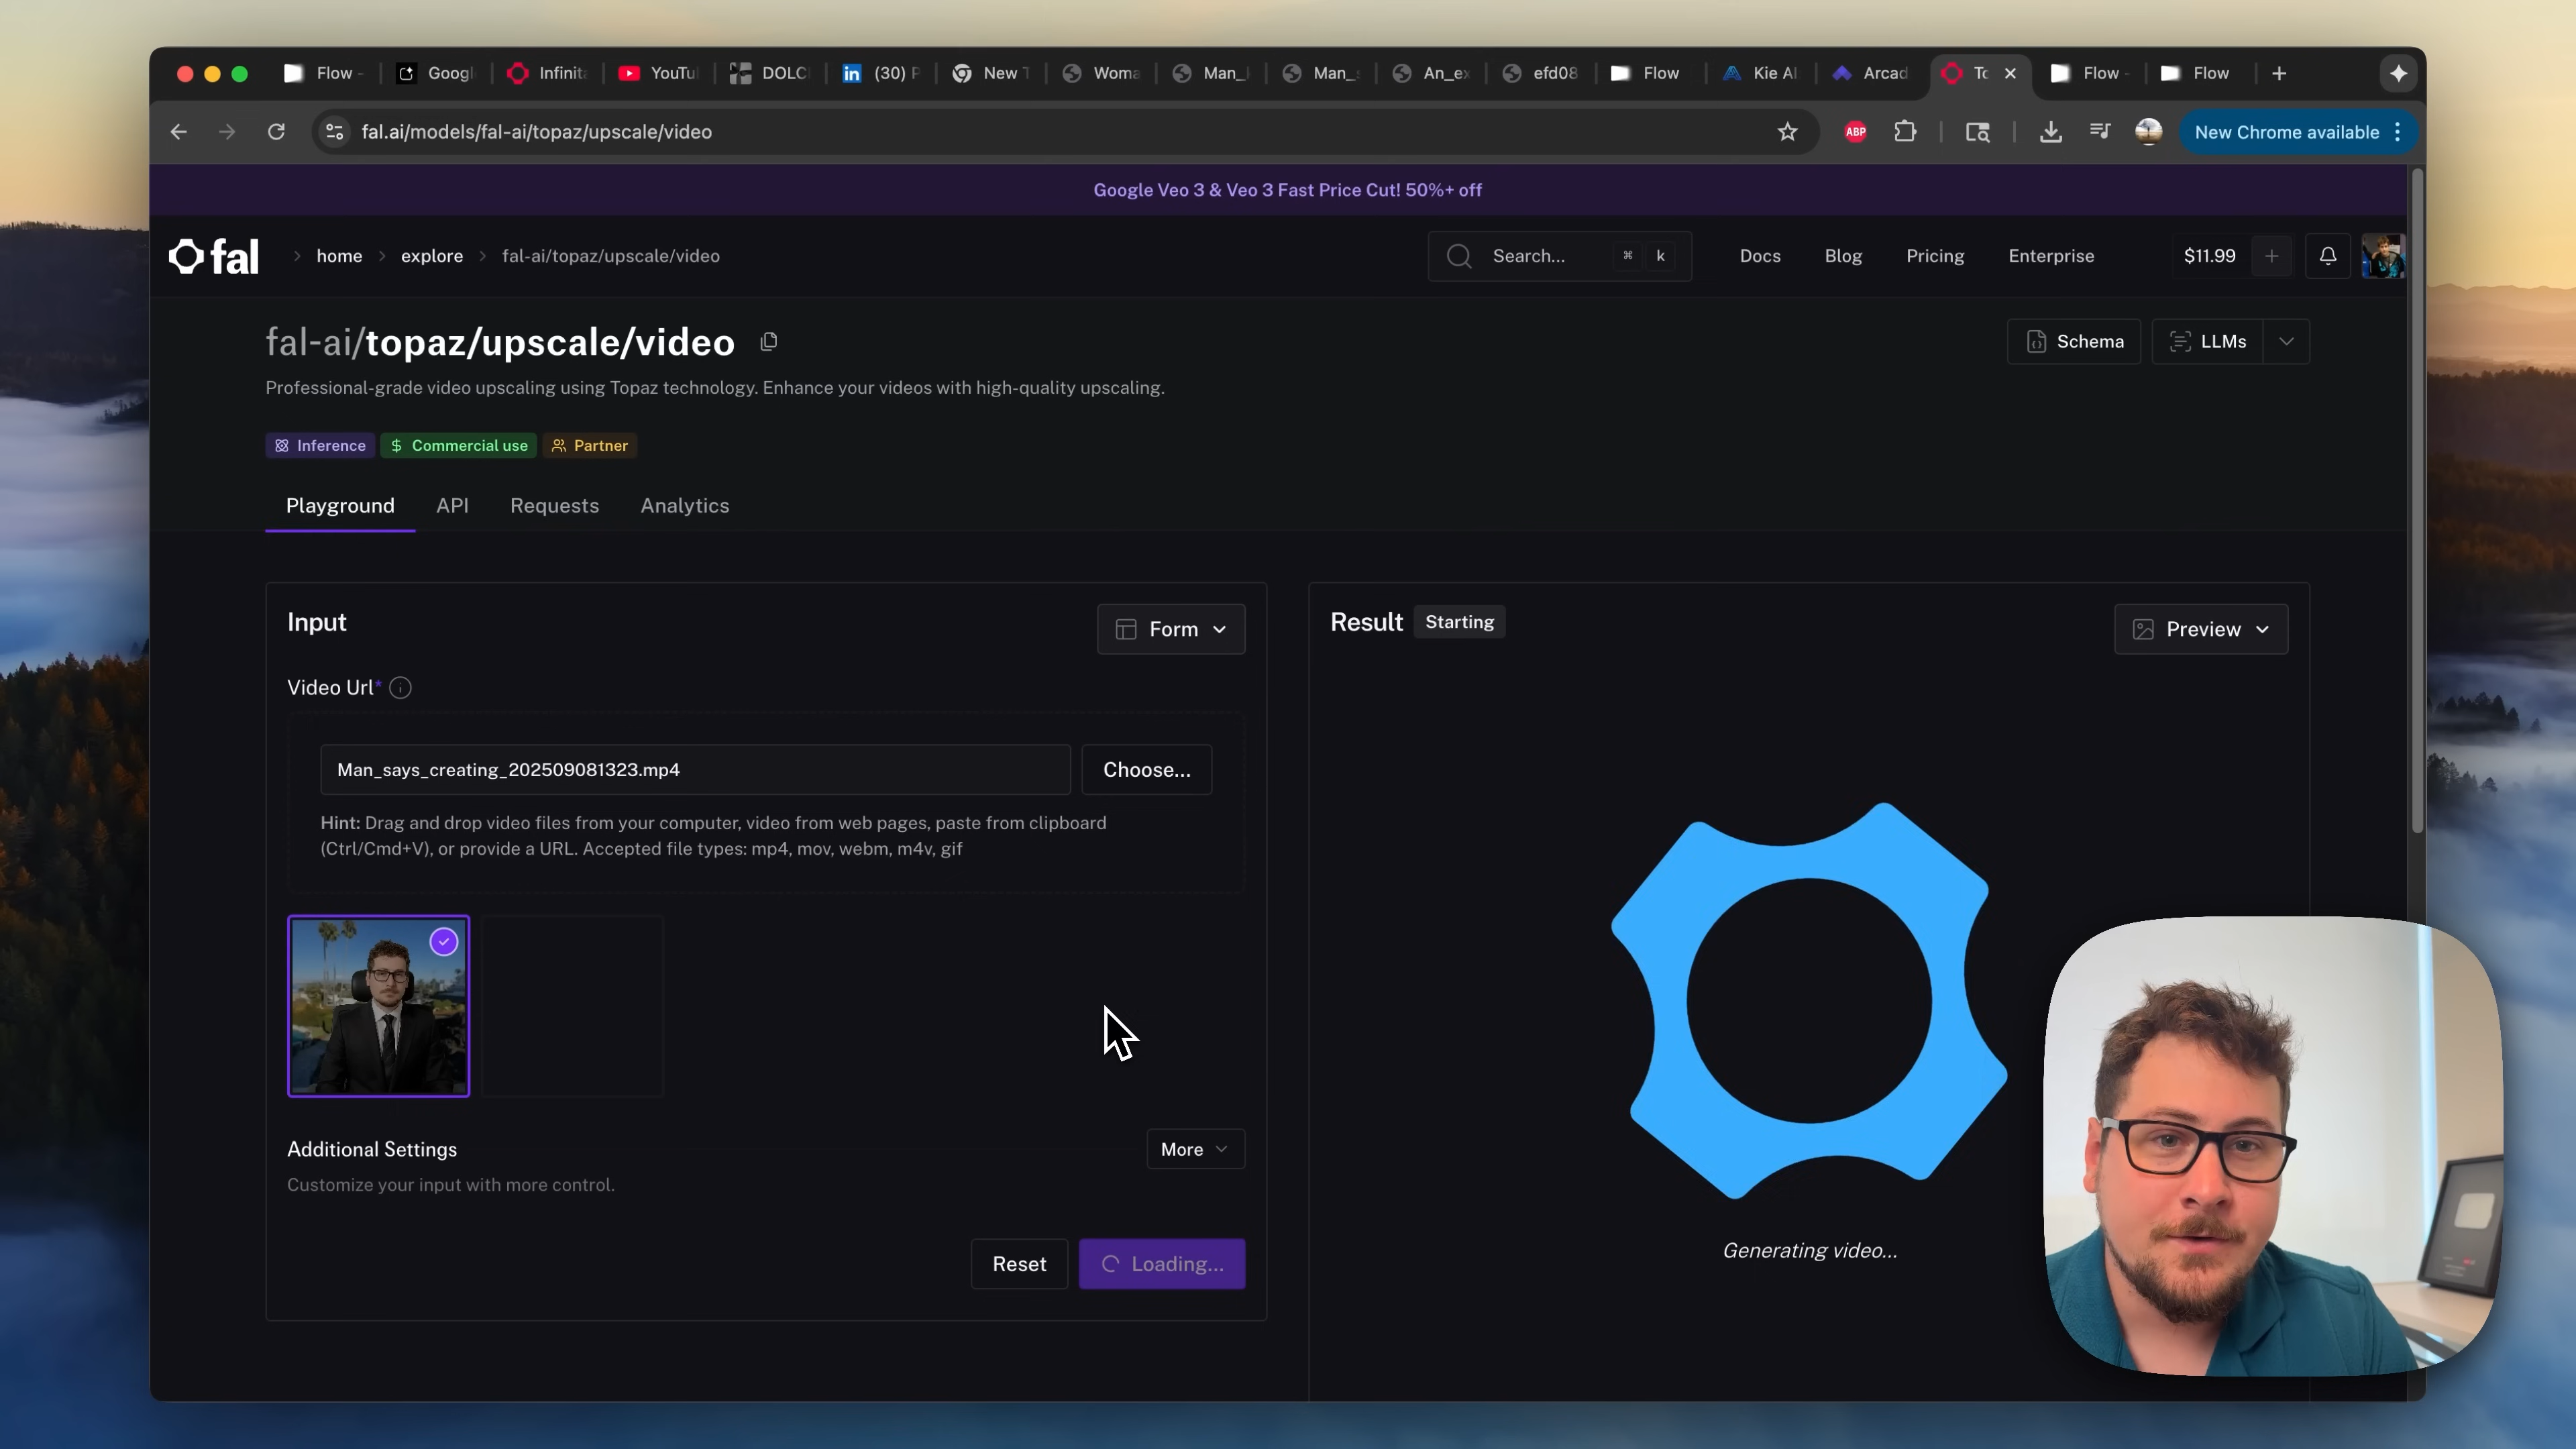 Flow -
Googl
Infinit
YouTu
DOLC
(30) P
New T
Woma
Man_
Man_
An_ex
efd08
Flow
Kie AI
Arcad
To
Flow -
Flow
fal.ai/models/fal-ai/topaz/upscale/video
ABP
New Chrome available
Google Veo 3 & Veo 3 Fast Price Cut! 50%+ off
fal
home
explore
fal-ai/topaz/upscale/video
Search...
⌘ k
Docs
Blog
Pricing
Enterprise
$11.99
fal-ai/topaz/upscale/video
Schema
LLMs
Professional-grade video upscaling using Topaz technology. Enhance your videos with high-quality upscaling.
Inference
$ Commercial use
Partner
Playground
API
Requests
Analytics
Input
Form
Result
Starting
Preview
Video Url*
Man_says_creating_202509081323.mp4
Choose...
Hint: Drag and drop video files from your computer, video from web pages, paste from clipboard
(Ctrl/Cmd+V), or provide a URL. Accepted file types: mp4, mov, webm, m4v, gif
Additional Settings
More
Customize your input with more control.
Reset
Loading...
Generating video...